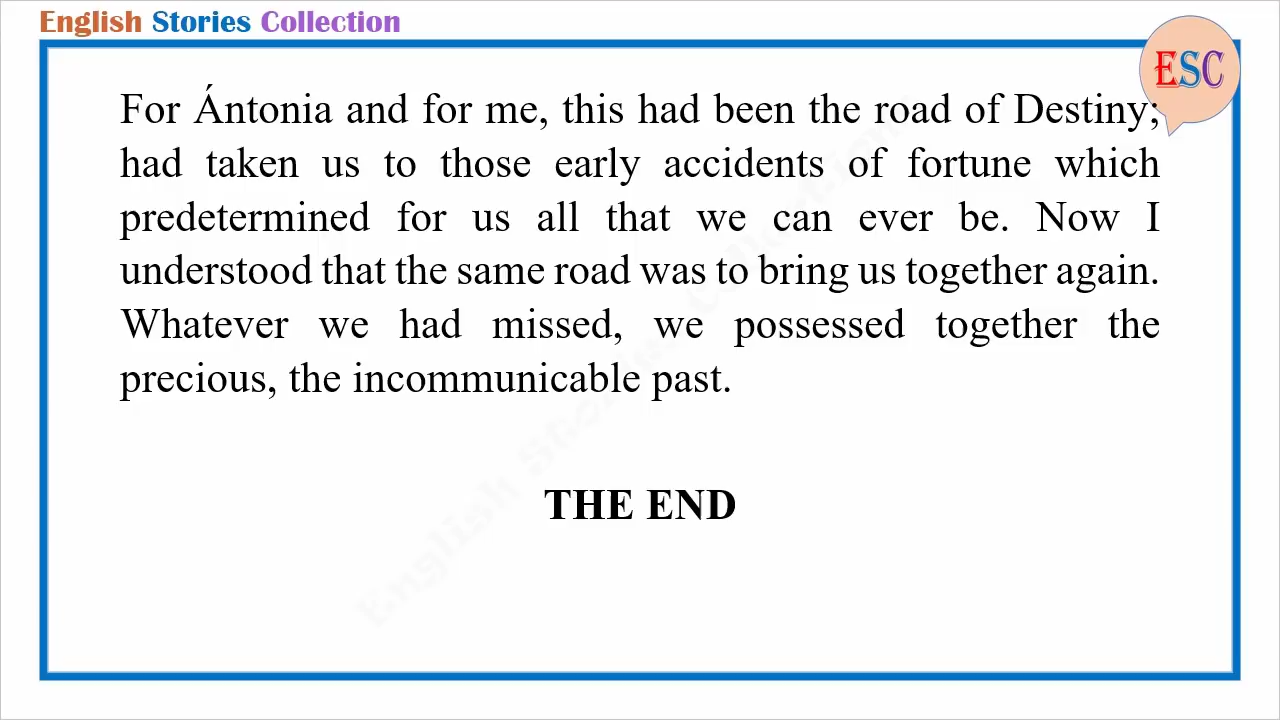 English Stories Collection
ESC
For Ántonia and for me, this had been the road of Destiny;
had taken us to those early accidents of fortune which
predetermined for us all that we can ever be. Now I
understood that the same road was to bring us together again.
Whatever we had missed, we possessed together the
precious, the incommunicable past.
THE END
English Stories Collection